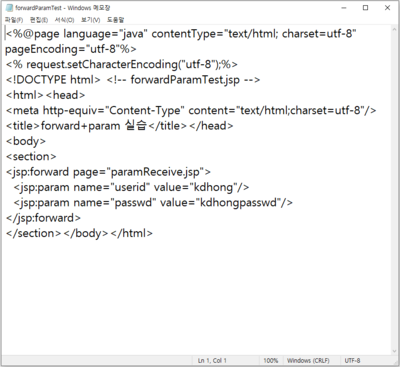 forwardParamTest - Windows 메모장
파일(F) 편집(E) 서식(O) 보기(V) 도움말
<%@page language="java" contentType="text/html; charset=utf-8"
pageEncoding="utf-8"%>
<% request.setCharacterEncoding("utf-8");%>
<!DOCTYPE html> <!-- forwardParamTest.jsp -->
<html><head>
<meta http-equiv="Content-Type" content="text/html;charset=utf-8"/>
<title>forward+param 실습</title></head>
<body>
<section>
<jsp:forward page="paramReceive.jsp">
  <jsp:param name="userid" value="kdhong"/>
  <jsp:param name="passwd" value="kdhongpasswd"/>
</jsp:forward>
</section></body></html>
Ln 1, Col 1 100% Windows (CRLF) UTF-8